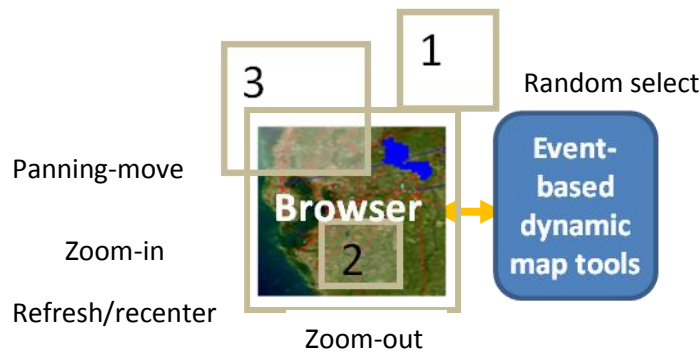 1
3
Random select
Event-
based
dynamic
map tools
Panning-move
Browser
Zoom-in
2
Refresh/recenter
Zoom-out